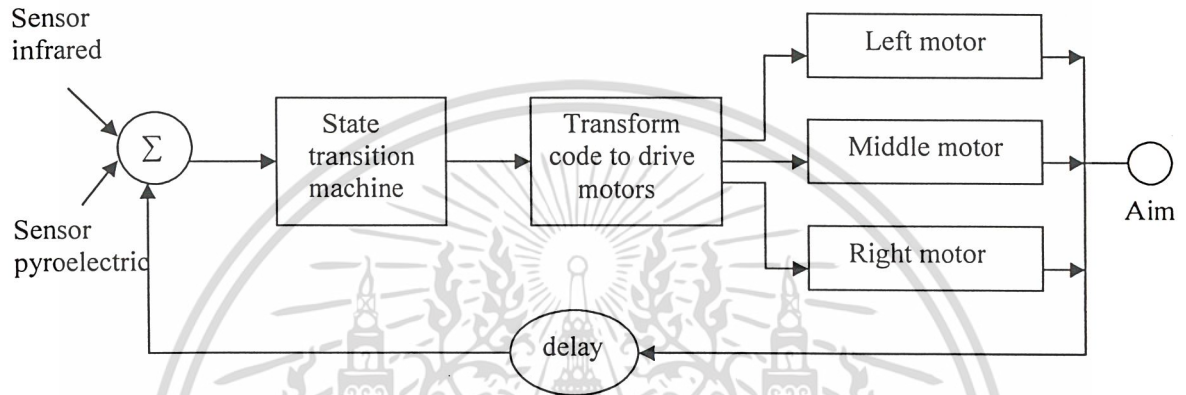 Sensor
infrared
Sensor
pyroelectric
Σ
State
transition
machine
Transform
code to drive
motors
Left motor
Middle motor
Right motor
Aim
delay